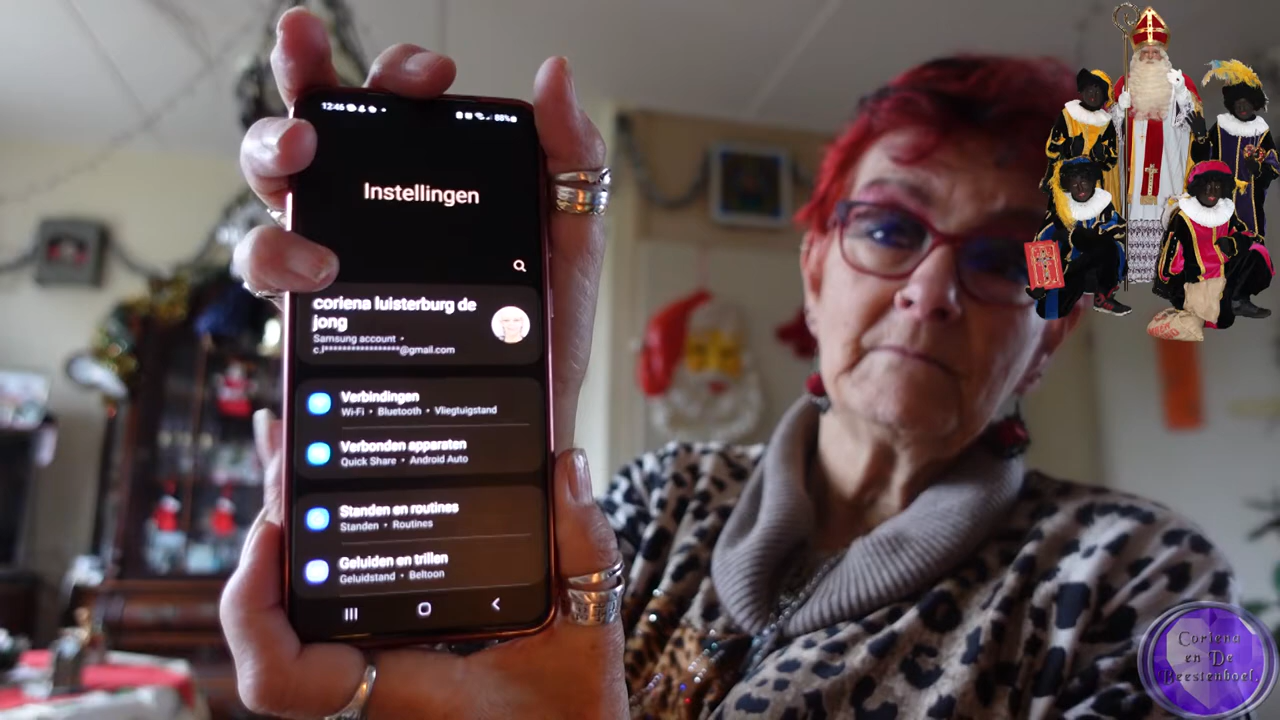 12:46
88%
Instellingen
coriena luisterburg de
jong
Samsung account •
c.l*****************@gmail.com
Verbindingen
Wi-Fi • Bluetooth • Vliegtuigstand
Verbonden apparaten
Quick Share • Android Auto
Standen en routines
Standen • Routines
Geluiden en trillen
Geluidstand • Beltoon
Coriena
en De
Beestenboel.